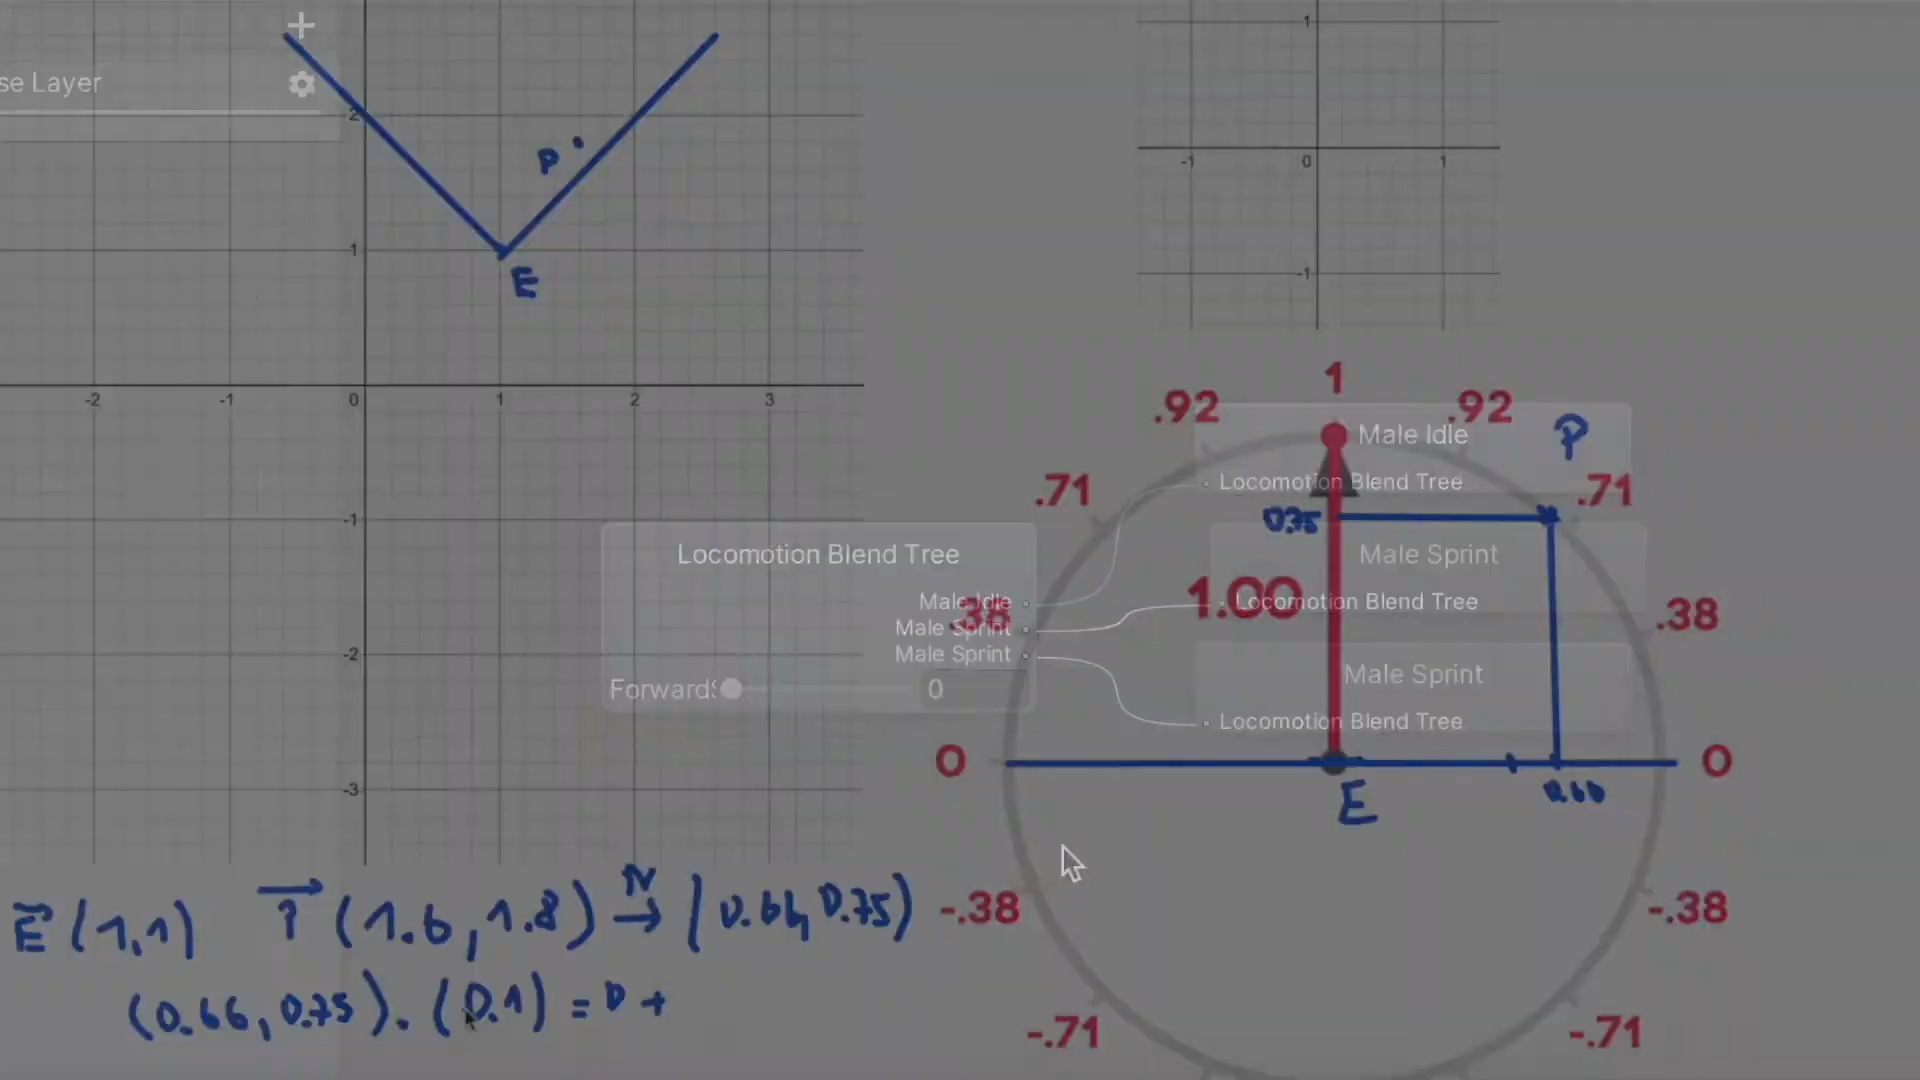 se Layer
2
P
1
E
-2 -1 0 1 2 3
-1
-2
-3
1
-1 0 1
-1
1
.92 .92
P
Male Idle
.71 .71
Locomotion Blend Tree
0.75
Locomotion Blend Tree
Male Sprint
Male Idle
.38
1.00
Locomotion Blend Tree
.38
Male Sprint
Male Sprint
Male Sprint
Forward
0
Locomotion Blend Tree
0 0
E
E (1,1) P (1.6, 1.8) N → (0.66, 0.75)
-.38 -.38
(0.66, 0.75) . (0.1) = 0 +
-.71 -.71